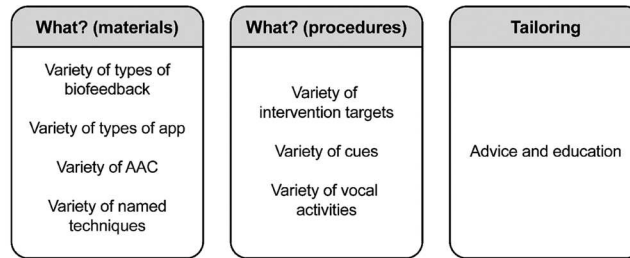 What? (materials)
Variety of types of
biofeedback
Variety of types of app
Variety of AAC
Variety of named
techniques
What? (procedures)
Variety of
intervention targets
Variety of cues
Variety of vocal
activities
Tailoring
Advice and education